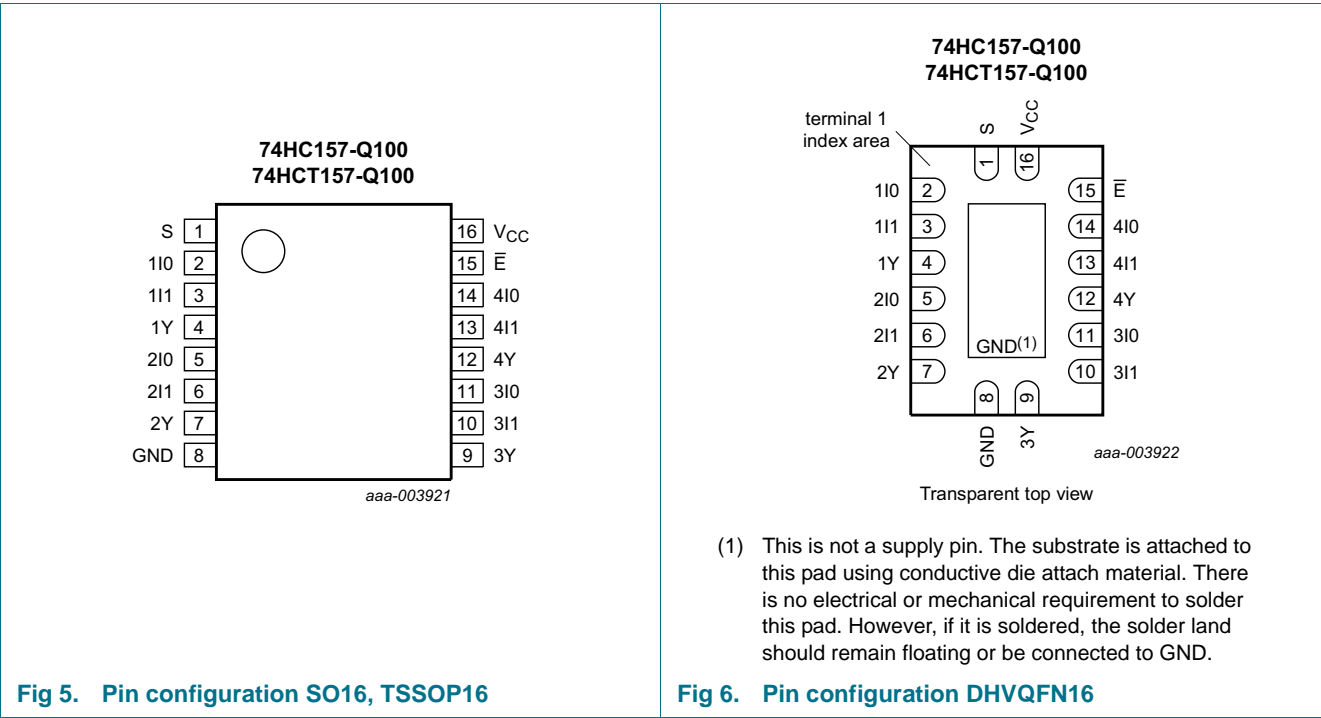 74HC157-Q100
74HCT157-Q100
S 1
1I0 2
1I1 3
1Y 4
2I0 5
2I1 6
2Y 7
GND 8
16 VCC
15 E̅
14 4I0
13 4I1
12 4Y
11 3I0
10 3I1
9 3Y
aaa-003921
Fig 5. Pin configuration SO16, TSSOP16
74HC157-Q100
74HCT157-Q100
terminal 1
index area
S
VCC
1
16
1I0 2
1I1 3
1Y 4
2I0 5
2I1 6
2Y 7
15 E̅
14 4I0
13 4I1
12 4Y
11 3I0
10 3I1
GND(1)
8
9
GND
3Y
aaa-003922
Transparent top view
(1) This is not a supply pin. The substrate is attached to
this pad using conductive die attach material. There
is no electrical or mechanical requirement to solder
this pad. However, if it is soldered, the solder land
should remain floating or be connected to GND.
Fig 6. Pin configuration DHVQFN16